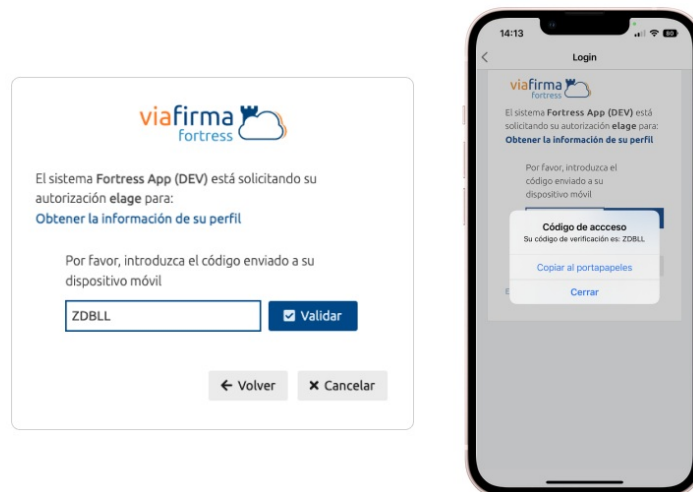 viafirma
fortress
El sistema Fortress App (DEV) está solicitando su
autorización elage para:
Obtener la información de su perfil
Por favor, introduzca el código enviado a su
dispositivo móvil
ZDBLL
Validar
Volver
Cancelar
14:13
Login
viafirma
fortress
El sistema Fortress App (DEV) está
solicitando su autorización elage para:
Obtener la información de su perfil
Por favor, introduzca el
código enviado a su
dispositivo móvil
Código de accceso
Su código de verificación es: ZDBLL
Copiar al portapapeles
Cerrar